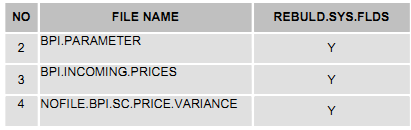 NO FILE NAME REBULD.SYS.FLDS
2 BPI.PARAMETER Y
3 BPI.INCOMING.PRICES Y
4 NOFILE.BPI.SC.PRICE.VARIANCE Y